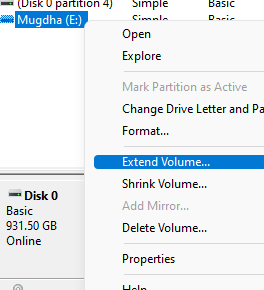 (Disk 0 partition 4) Simple Basic
Mugdha (E:) Simple Basic
Open
Explore
Mark Partition as Active
Change Drive Letter and Pa
Format...
Extend Volume...
Shrink Volume...
Add Mirror...
Delete Volume...
Properties
Help
Disk 0
Basic
931.50 GB
Online